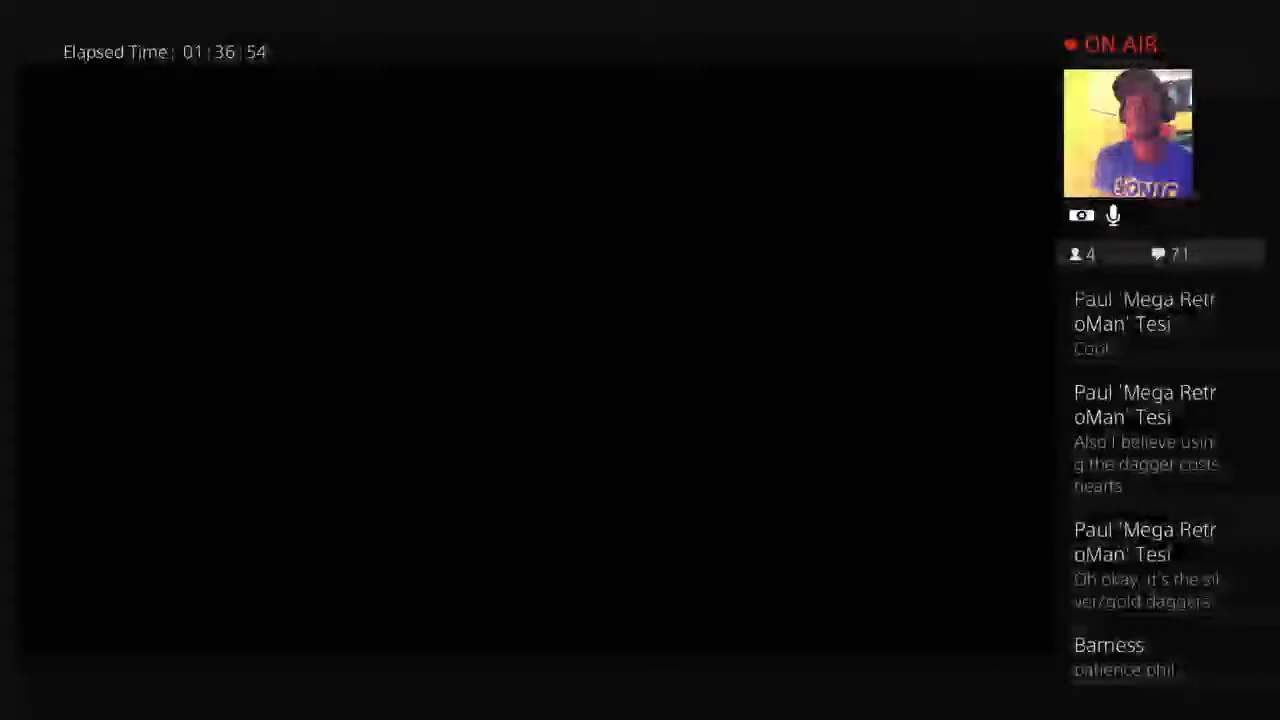 Elapsed Time: 01:36:54
ON AIR
SONIC
4
71
Paul 'Mega Retr
oMan' Tesi
Cool
Paul 'Mega Retr
oMan' Tesi
Also I believe usin
g the dagger costs
hearts
Paul 'Mega Retr
oMan' Tesi
Oh okay, it's the sil
ver/gold daggers
Barness
patience phil